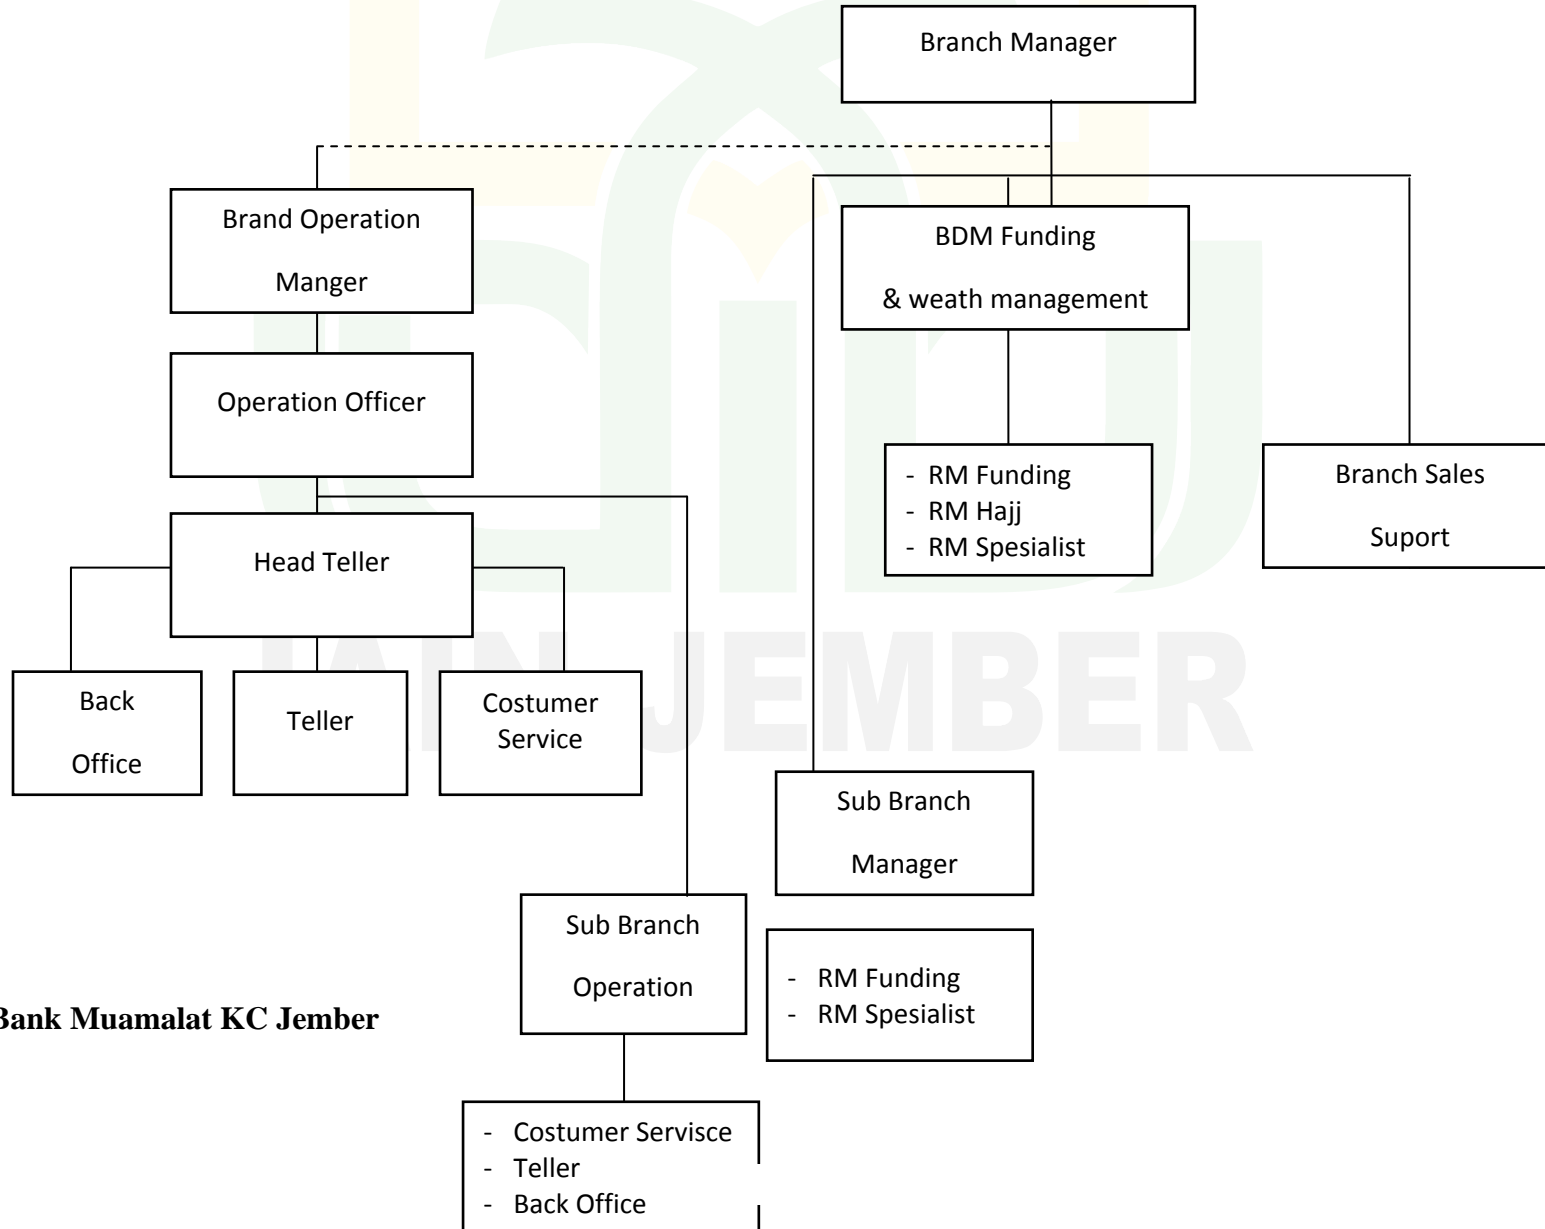 Branch Manager
Brand Operation
Manger
BDM Funding
& weath management
Operation Officer
- RM Funding
- RM Hajj
- RM Spesialist
Branch Sales
Suport
Head Teller
Back
Office
Teller
Costumer
Service
Sub Branch
Manager
Sub Branch
Operation
- RM Funding
- RM Spesialist
Bank Muamalat KC Jember
- Costumer Servisce
- Teller
- Back Office
IAIN JEMBER